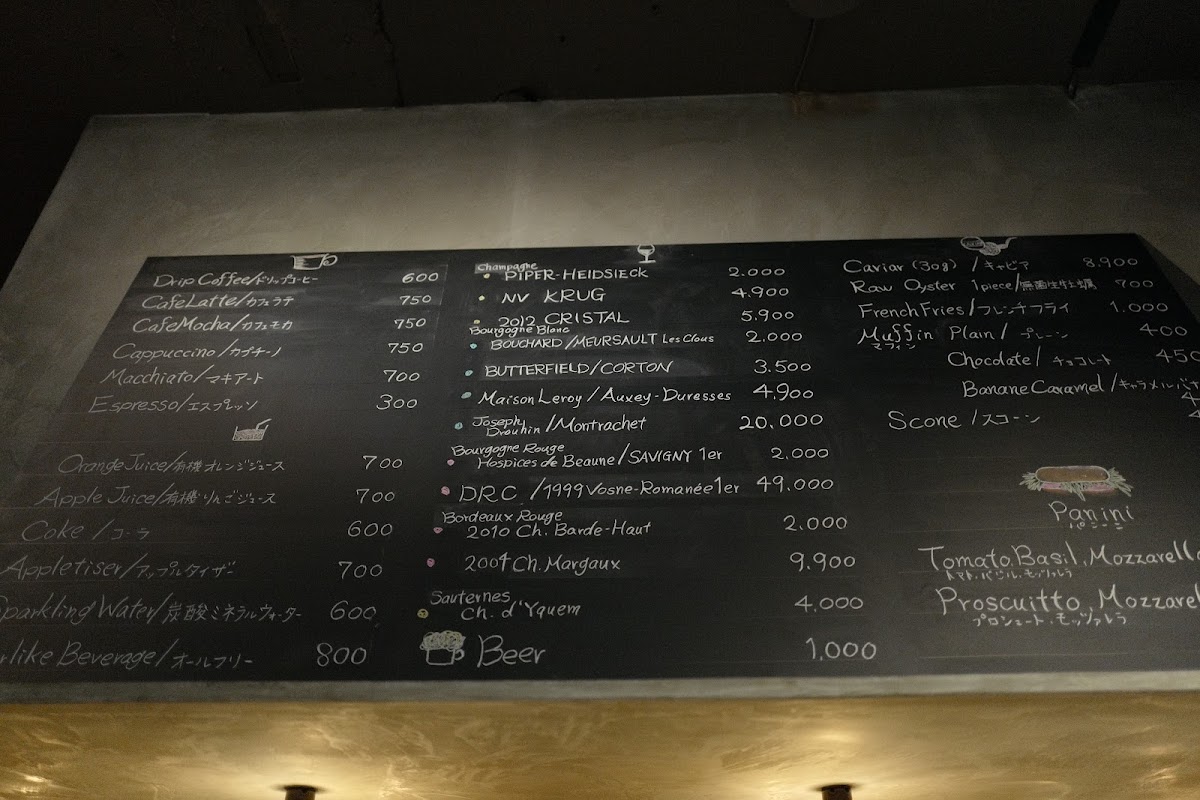 Drip Coffee/ドリップコーヒー 600
Cafe Latte/カフェラテ 750
Cafe Mocha/カフェモカ 750
Cappuccino/カプチーノ 750
Macchiato/マキアート 700
Espresso/エスプレッソ 300
Orange Juice/有機オレンジジュース 700
Apple Juice/有機りんごジュース 700
Coke/コーラ 600
Appletiser/アップルタイザー 700
Sparkling Water/炭酸ミネラルウォーター 600
rlike Beverage/オールフリー 800
Champagne
PIPER-HEIDSIECK 2.000
NV KRUG 4.900
2012 CRISTAL 5.900
Bourgogne Blanc
BOUCHARD/MEURSAULT Les Clous 2.000
BUTTERFIELD/CORTON 3.500
Maison Leroy/Auxey-Duresses 4.900
Joseph Drouhin/Montrachet 20,000
Bourgogne Rouge
Hospices de Beaune/SAVIGNY 1er 2.000
DRC/1999 Vosne-Romanée 1er 49.000
Bordeaux Rouge
2010 Ch. Barde-Haut 2.000
2004 Ch. Margaux 9.900
Sauternes
Ch. d'Yquem 4.000
Beer 1,000
Caviar (30g) / キャビア 8.900
Raw Oyster 1piece/無菌生牡蠣 700
French Fries/フレンチフライ 1.000
Muffin Plain/プレーン 400
マフィン
Chocolate/チョコレート 450
Banane Caramel/キャラメル・バ
Scone/スコーン
Panini
パニーニ
Tomato.Basil.Mozzarella
トマト.バジル.モッツァレラ
Proscuitto.Mozzarel
プロシュート.モッツァレラ